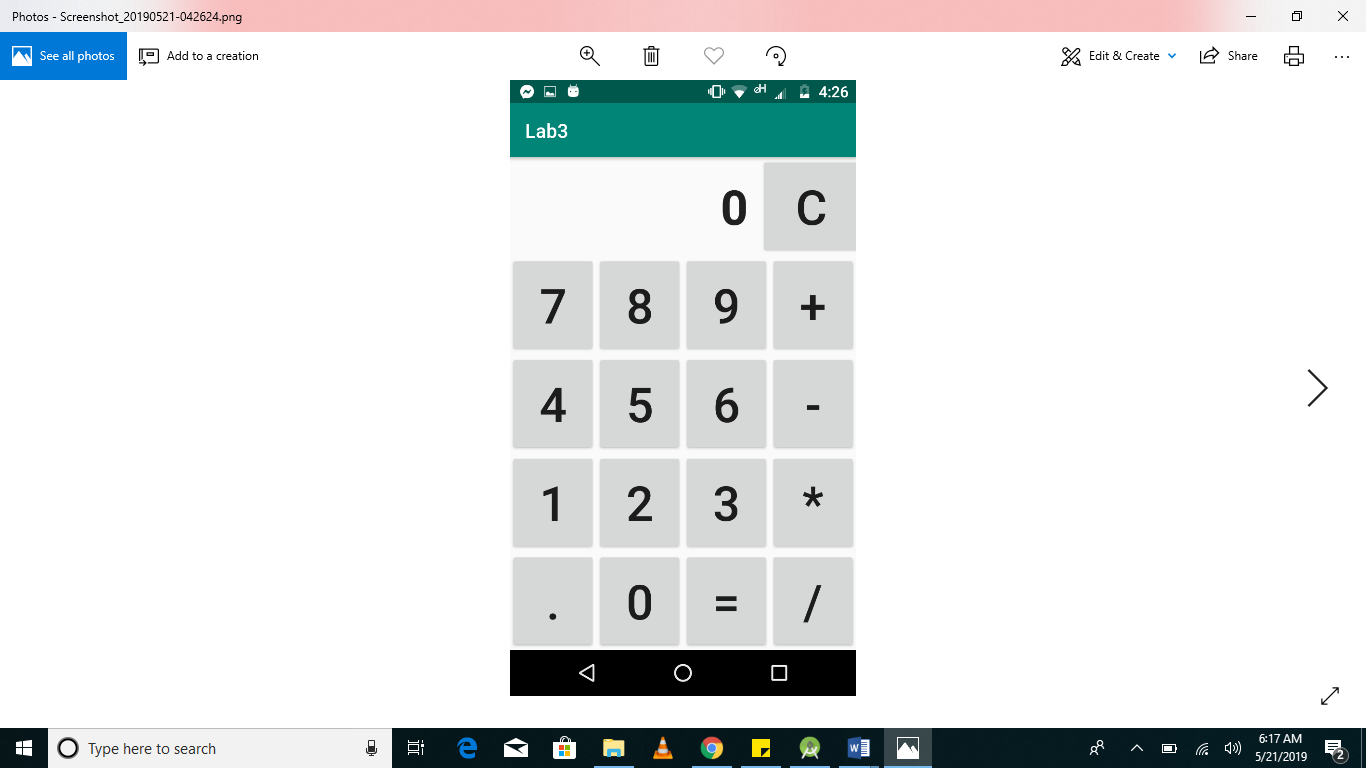 Photos - Screenshot_20190521-042624.png
See all photos
Add to a creation
Edit & Create
Share
4:26
Lab3
0 C
7 8 9 +
4 5 6 -
1 2 3 *
. 0 = /
Type here to search
6:17 AM
5/21/2019
2